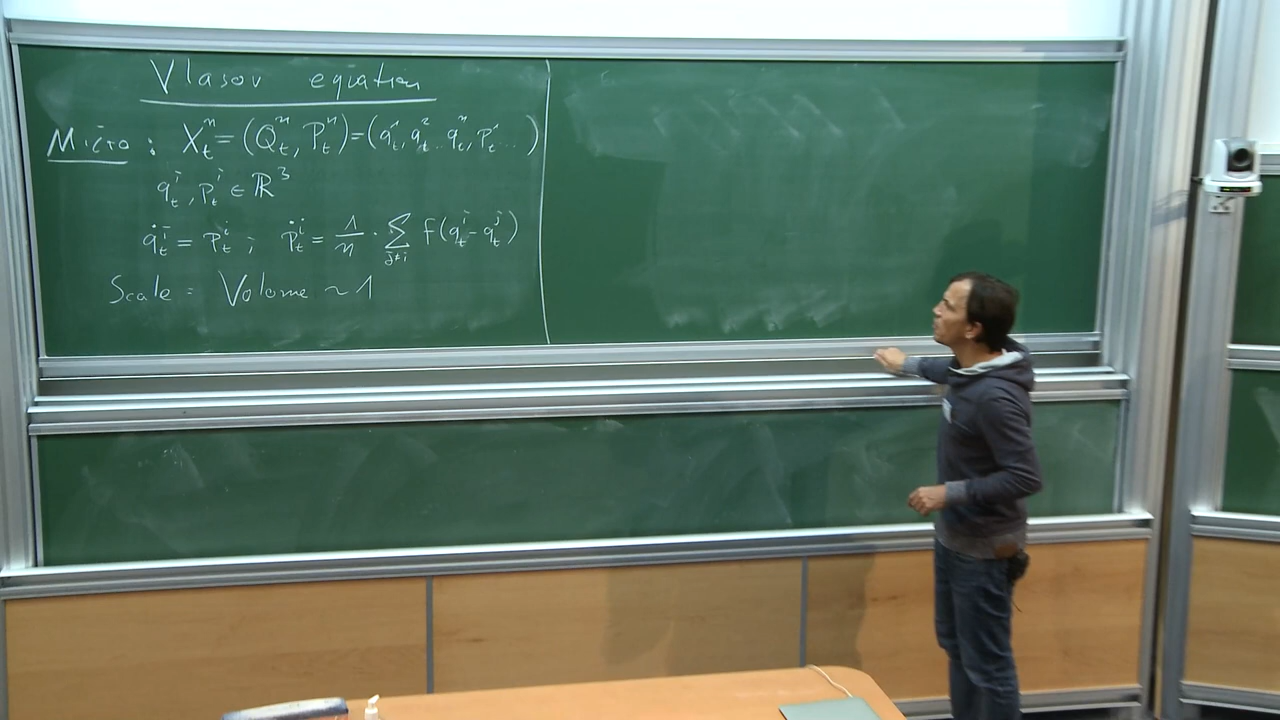 Vlasov equation
Micro : X_t^n = (Q_t^n, P_t^n) = (q_t^1, q_t^2 .. q_t^n, p_t^1 ...)
q_t^i, p_t^i ∈ ℝ^3
q̇_t^i = p_t^i ; ṗ_t^i = 1/n · Σ_{j≠i} f(q_t^i - q_t^j)
Scale : Volume ~ 1